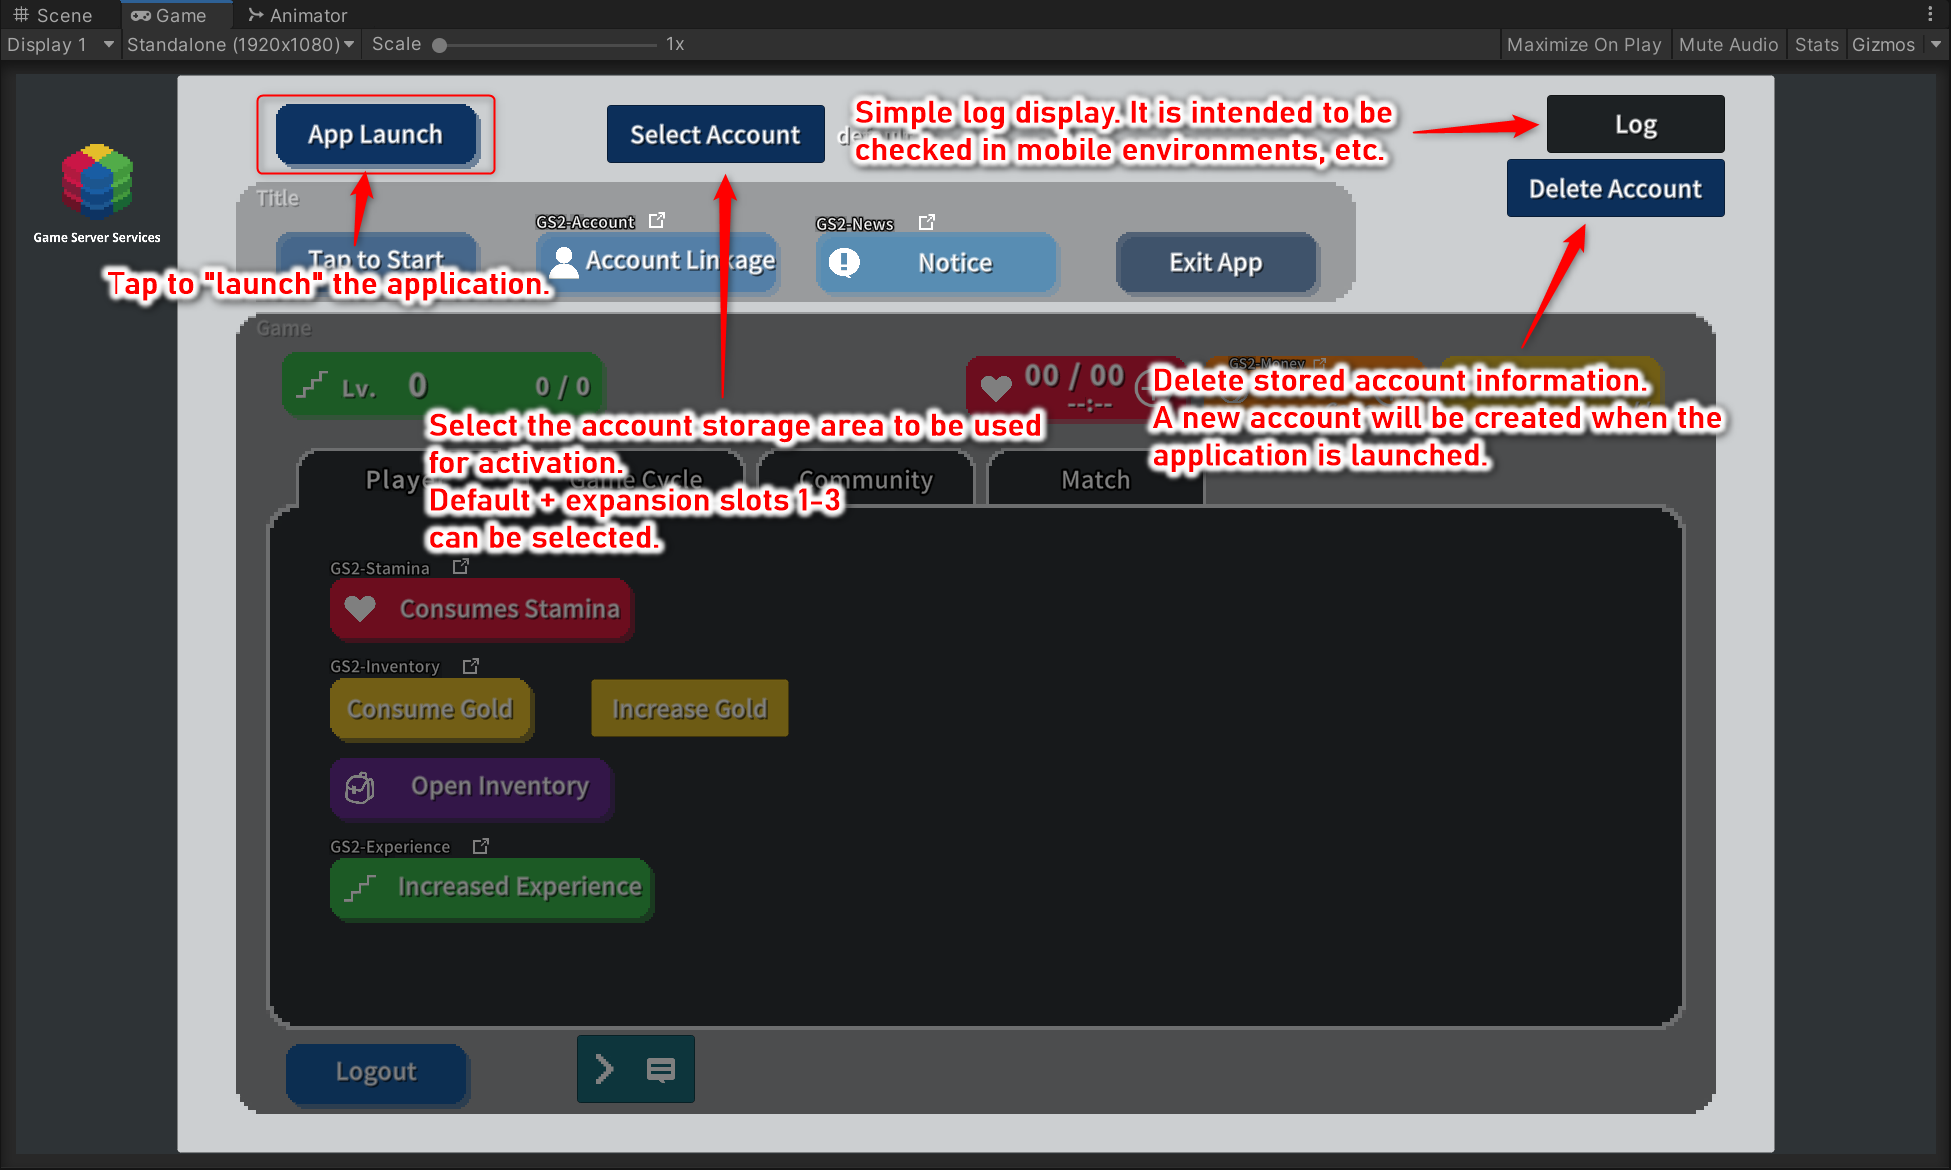 Scene
Game
Animator
Display 1
Standalone (1920x1080)
Scale
1x
Maximize On Play
Mute Audio
Stats
Gizmos
App Launch
Select Account
Simple log display. It is intended to be
checked in mobile environments, etc.
Log
Delete Account
Game Server Services
Title
GS2-Account
GS2-News
Tap to Start
Account Linkage
Notice
Exit App
Tap to "launch" the application.
Game
Lv.
0
0 / 0
00 / 00
--:--
GS2-Money
Delete stored account information.
A new account will be created when the
application is launched.
Select the account storage area to be used
for activation.
Default + expansion slots 1-3
can be selected.
Game Cycle
Community
Match
GS2-Stamina
Consumes Stamina
GS2-Inventory
Consume Gold
Increase Gold
Open Inventory
GS2-Experience
Increased Experience
Logout